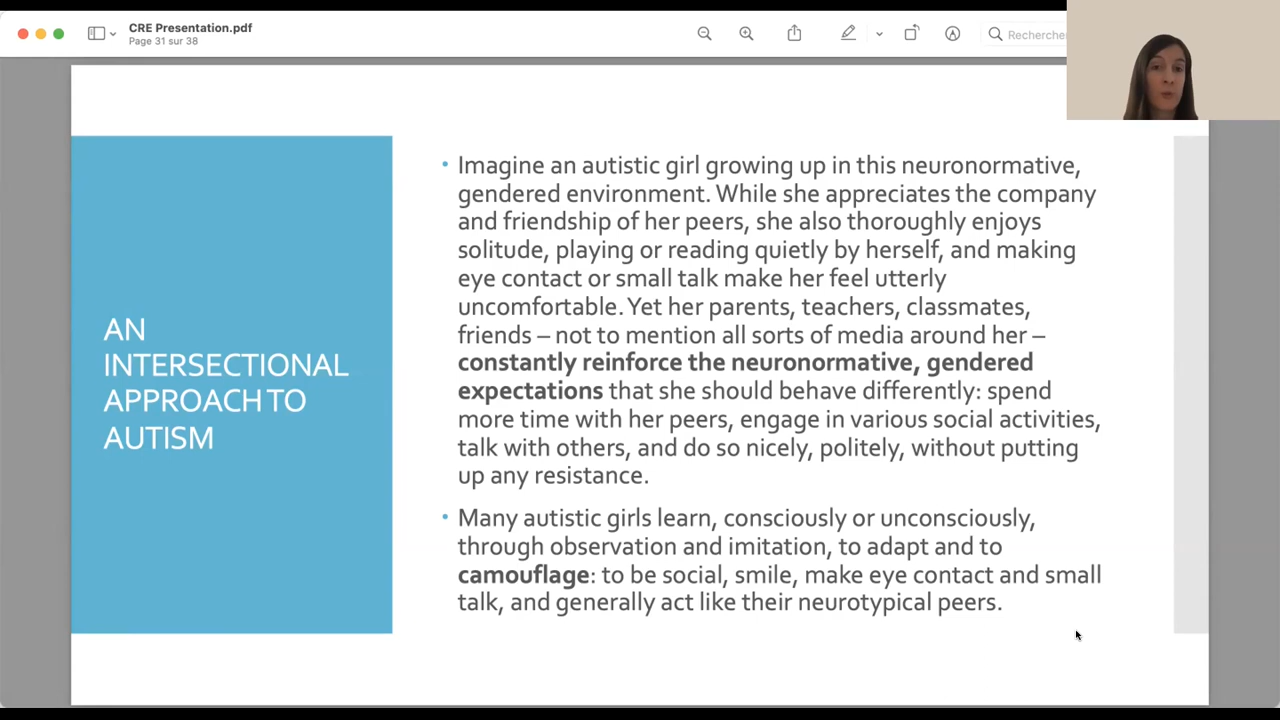 CRE Presentation.pdf
Page 31 sur 38
Rechercher
AN
INTERSECTIONAL
APPROACH TO
AUTISM
• Imagine an autistic girl growing up in this neuronormative,
gendered environment. While she appreciates the company
and friendship of her peers, she also thoroughly enjoys
solitude, playing or reading quietly by herself, and making
eye contact or small talk make her feel utterly
uncomfortable. Yet her parents, teachers, classmates,
friends – not to mention all sorts of media around her –
constantly reinforce the neuronormative, gendered
expectations that she should behave differently: spend
more time with her peers, engage in various social activities,
talk with others, and do so nicely, politely, without putting
up any resistance.
• Many autistic girls learn, consciously or unconsciously,
through observation and imitation, to adapt and to
camouflage: to be social, smile, make eye contact and small
talk, and generally act like their neurotypical peers.